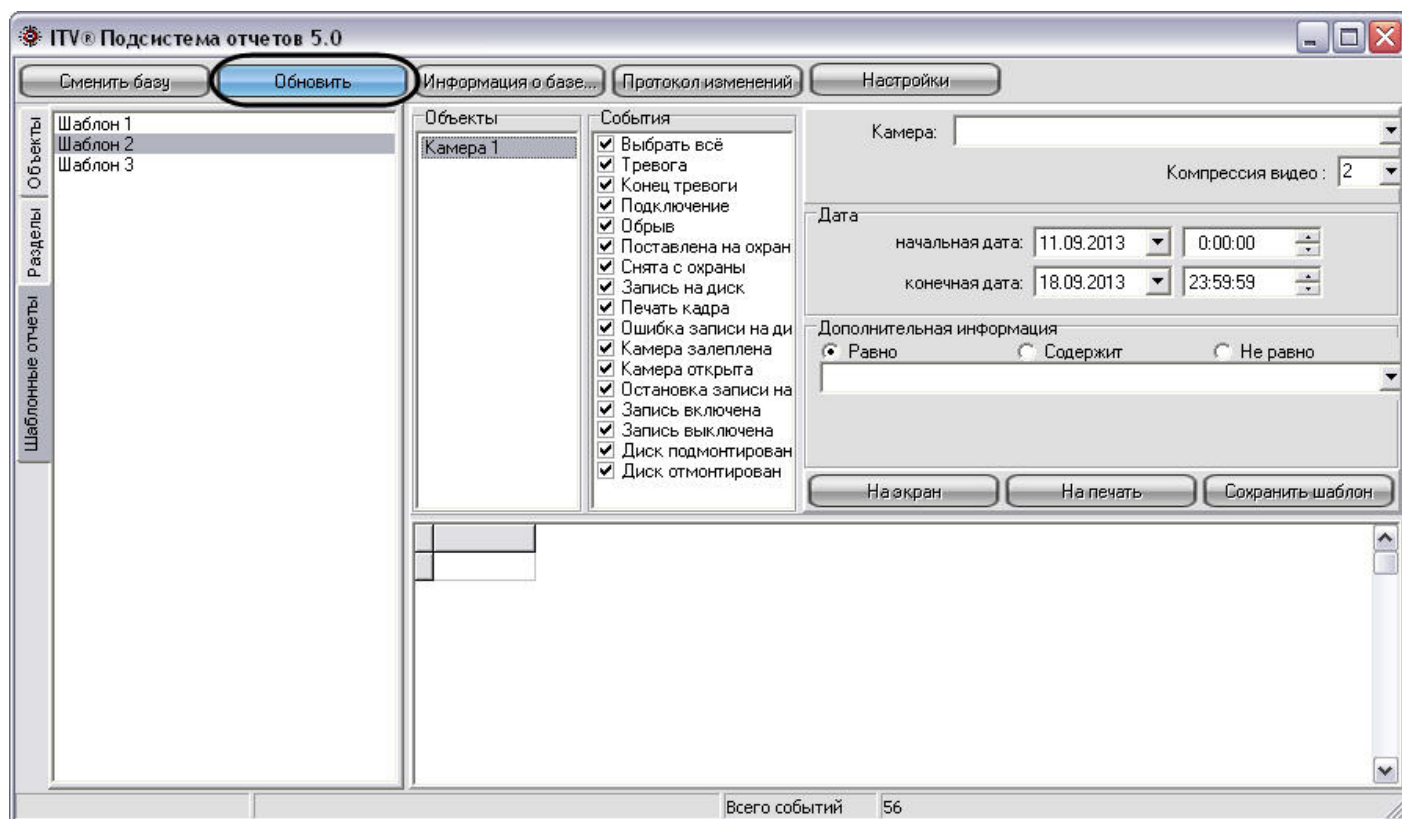 ITV® Подсистема отчетов 5.0
Сменить базу
Обновить
Информация о базе...
Протокол изменений
Настройки
Объекты
Разделы
Шаблонные отчеты
Шаблон 1
Шаблон 2
Шаблон 3
Объекты
Камера 1
События
Выбрать всё
Тревога
Конец тревоги
Подключение
Обрыв
Поставлена на охран
Снята с охраны
Запись на диск
Печать кадра
Ошибка записи на ди
Камера залеплена
Камера открыта
Остановка записи на
Запись включена
Запись выключена
Диск подмонтирован
Диск отмонтирован
Камера:
Компрессия видео : 2
Дата
начальная дата: 11.09.2013 0:00:00
конечная дата: 18.09.2013 23:59:59
Дополнительная информация
Равно Содержит Не равно
На экран
На печать
Сохранить шаблон
Всего событий 56